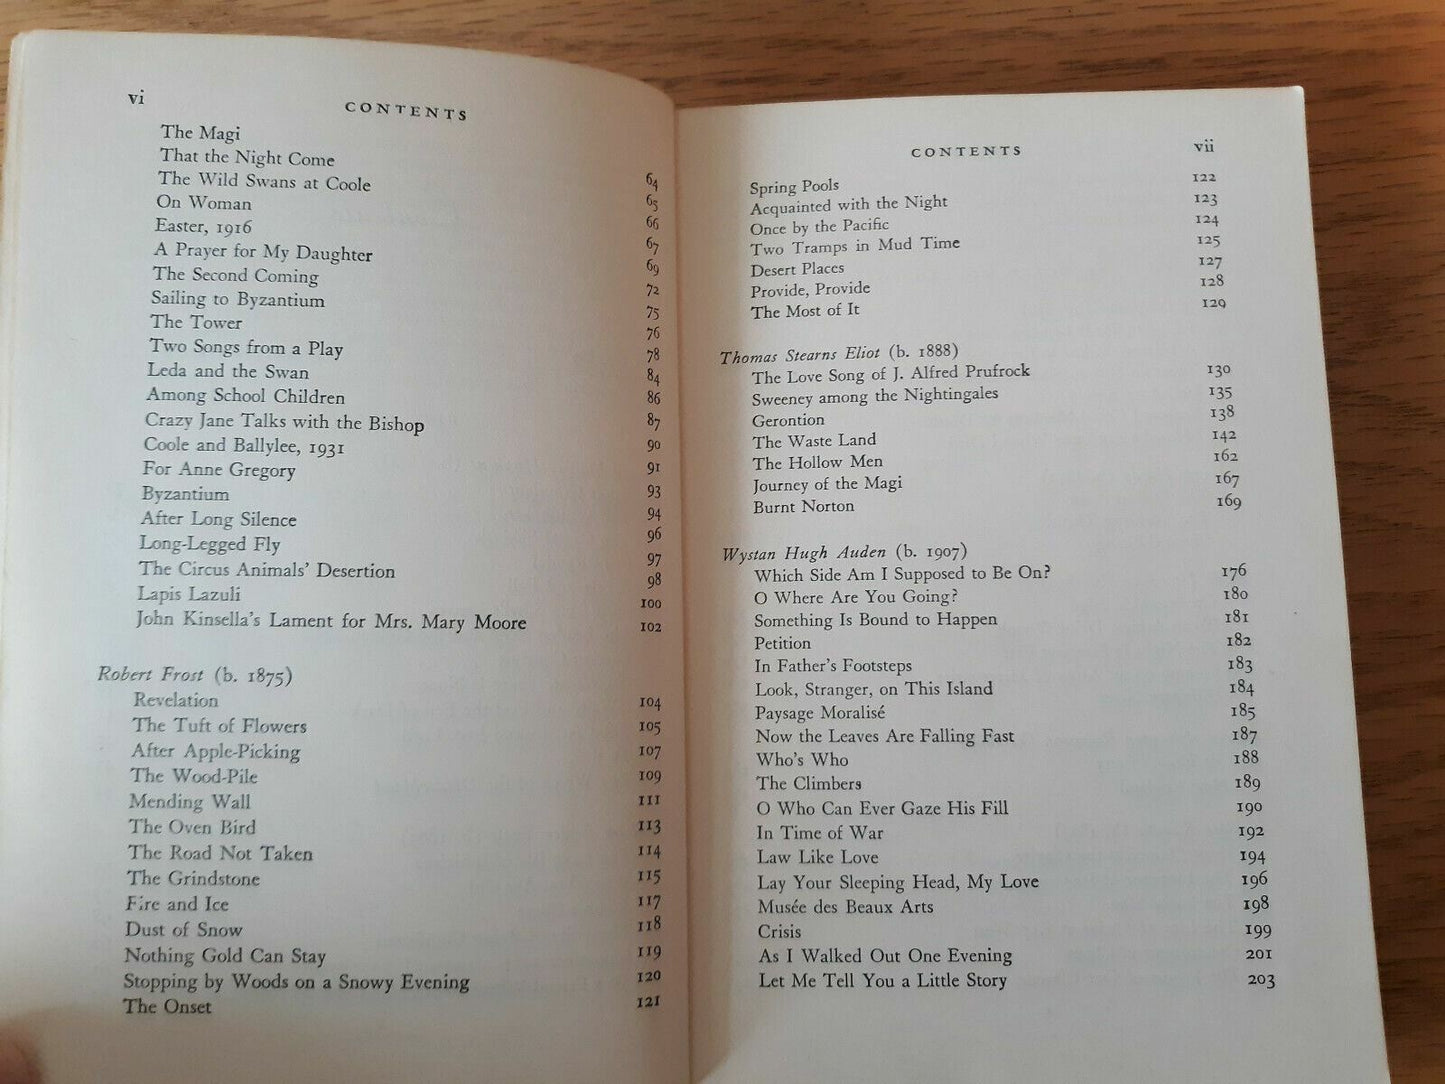 vi CONTENTS
The Magi 64
That the Night Come 65
The Wild Swans at Coole 66
On Woman 67
Easter, 1916 69
A Prayer for My Daughter 72
The Second Coming 75
Sailing to Byzantium 76
The Tower 78
Two Songs from a Play 84
Leda and the Swan 86
Among School Children 87
Crazy Jane Talks with the Bishop 90
Coole and Ballylee, 1931 91
For Anne Gregory 93
Byzantium 94
After Long Silence 96
Long-Legged Fly 97
The Circus Animals' Desertion 98
Lapis Lazuli 100
John Kinsella's Lament for Mrs. Mary Moore 102
Robert Frost (b. 1875)
Revelation 104
The Tuft of Flowers 105
After Apple-Picking 107
The Wood-Pile 109
Mending Wall 111
The Oven Bird 113
The Road Not Taken 114
The Grindstone 115
Fire and Ice 117
Dust of Snow 118
Nothing Gold Can Stay 119
Stopping by Woods on a Snowy Evening 120
The Onset 121
CONTENTS vii
Spring Pools 122
Acquainted with the Night 123
Once by the Pacific 124
Two Tramps in Mud Time 125
Desert Places 127
Provide, Provide 128
The Most of It 129
Thomas Stearns Eliot (b. 1888)
The Love Song of J. Alfred Prufrock 130
Sweeney among the Nightingales 135
Gerontion 138
The Waste Land 142
The Hollow Men 162
Journey of the Magi 167
Burnt Norton 169
Wystan Hugh Auden (b. 1907)
Which Side Am I Supposed to Be On? 176
O Where Are You Going? 180
Something Is Bound to Happen 181
Petition 182
In Father's Footsteps 183
Look, Stranger, on This Island 184
Paysage Moralisé 185
Now the Leaves Are Falling Fast 187
Who's Who 188
The Climbers 189
O Who Can Ever Gaze His Fill 190
In Time of War 192
Law Like Love 194
Lay Your Sleeping Head, My Love 196
Musée des Beaux Arts 198
Crisis 199
As I Walked Out One Evening 201
Let Me Tell You a Little Story 203